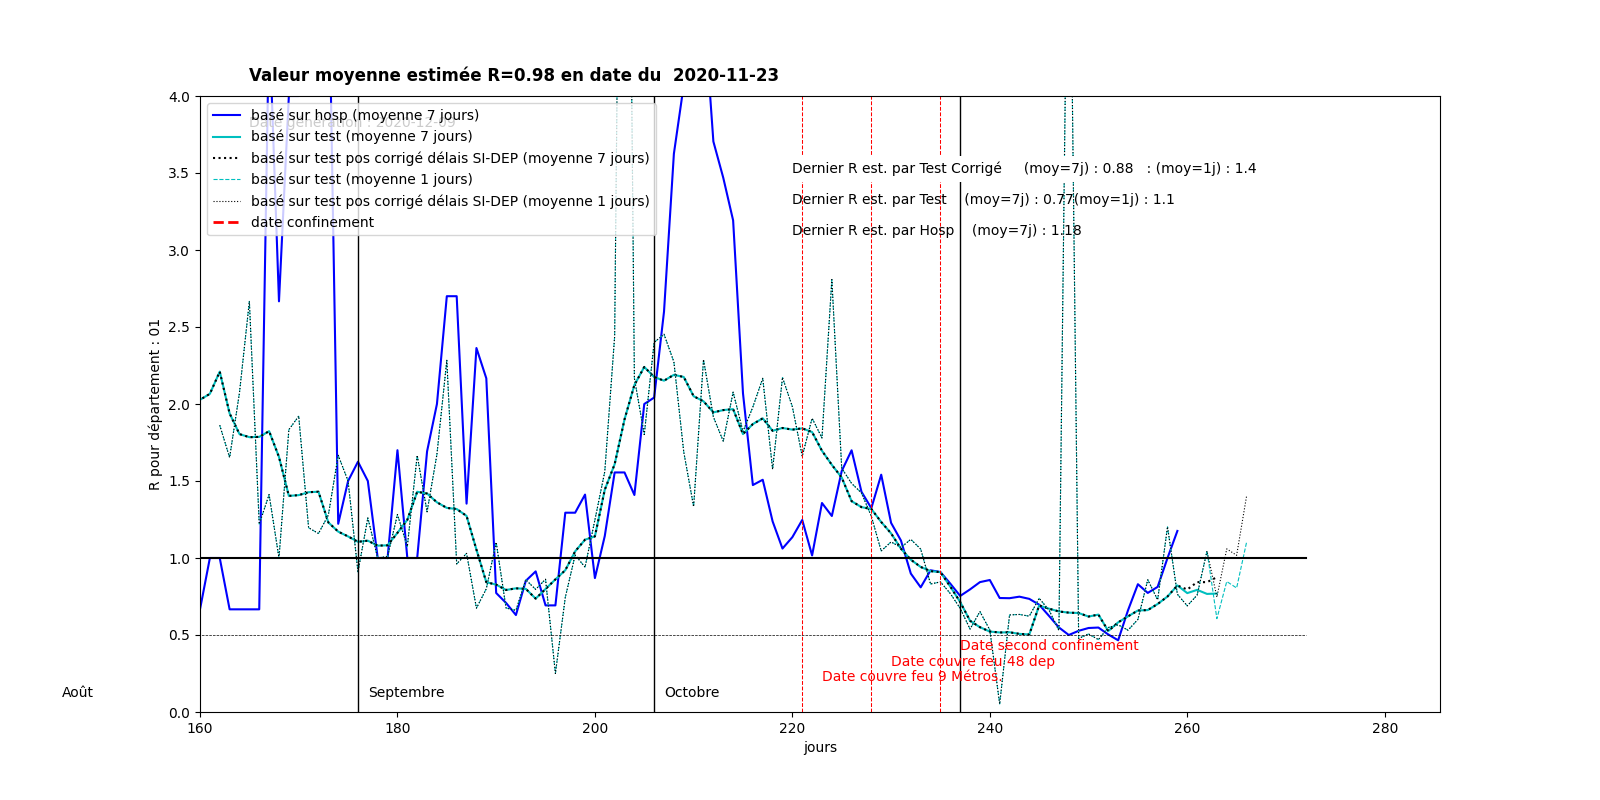 Valeur moyenne estimée R=0.98 en date du  2020-11-23
basé sur hosp (moyenne 7 jours)
basé sur test (moyenne 7 jours)
basé sur test pos corrigé délais SI-DEP (moyenne 7 jours)
basé sur test (moyenne 1 jours)
basé sur test pos corrigé délais SI-DEP (moyenne 1 jours)
date confinement
Dernier R est. par Test Corrigé (moy=7j) : 0.88 : (moy=1j) : 1.4
Dernier R est. par Test (moy=7j) : 0.77(moy=1j) : 1.1
Dernier R est. par Hosp (moy=7j) : 1.18
4.0
3.5
3.0
2.5
2.0
1.5
1.0
0.5
0.0
R pour département : 01
Date second confinement
Date couvre feu 48 dep
Date couvre feu 9 Métros.
Août
Septembre
Octobre
160
180
200
220
240
260
280
jours